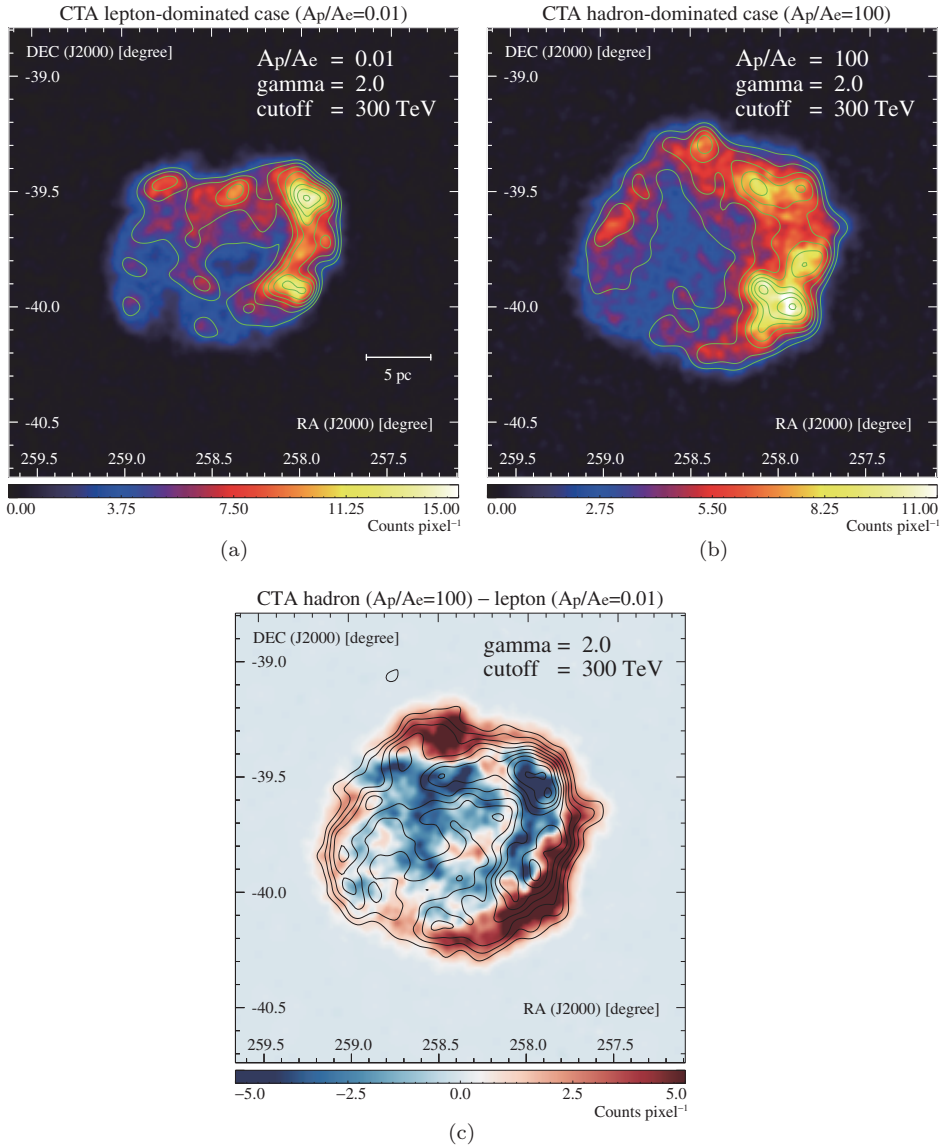 CTA lepton-dominated case (Ap/Ae=0.01)
DEC (J2000) [degree]
Ap/Ae = 0.01
gamma = 2.0
cutoff = 300 TeV
-39.0
-39.5
-40.0
-40.5
5 pc
RA (J2000) [degree]
259.5 259.0 258.5 258.0 257.5
0.00 3.75 7.50 11.25 15.00
Counts pixel⁻¹
(a)
CTA hadron-dominated case (Ap/Ae=100)
DEC (J2000) [degree]
Ap/Ae = 100
gamma = 2.0
cutoff = 300 TeV
-39.0
-39.5
-40.0
-40.5
RA (J2000) [degree]
259.5 259.0 258.5 258.0 257.5
0.00 2.75 5.50 8.25 11.00
Counts pixel⁻¹
(b)
CTA hadron (Ap/Ae=100) – lepton (Ap/Ae=0.01)
DEC (J2000) [degree]
gamma = 2.0
cutoff = 300 TeV
-39.0
-39.5
-40.0
-40.5
RA (J2000) [degree]
259.5 259.0 258.5 258.0 257.5
-5.0 -2.5 0.0 2.5 5.0
Counts pixel⁻¹
(c)